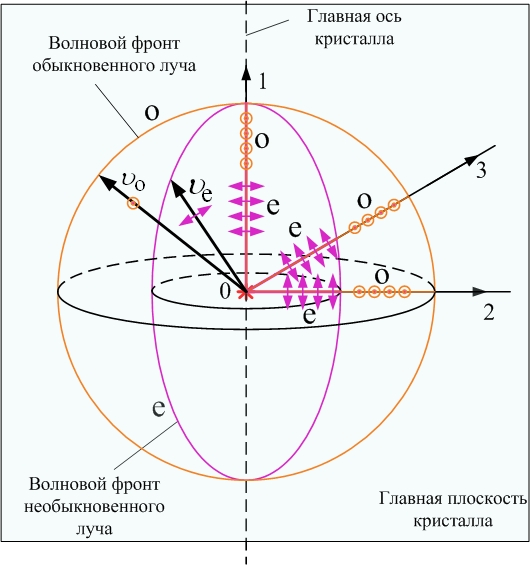 Главная ось
кристалла
Волновой фронт
обыкновенного луча
1
о
о
3
υо
υe
e
о
e
0
о
2
e
e
Волновой фронт
необыкновенного
луча
Главная плоскость
кристалла